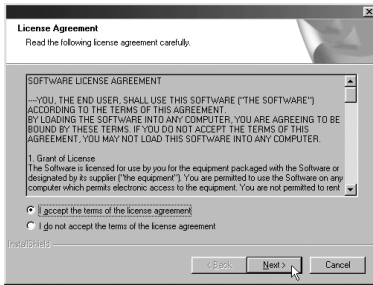 License Agreement
Read the following license agreement carefully.
SOFTWARE LICENSE AGREEMENT
---YOU, THE END USER, SHALL USE THIS SOFTWARE ("THE SOFTWARE")
ACCORDING TO THE TERMS OF THIS AGREEMENT.
BY LOADING THE SOFTWARE INTO ANY COMPUTER, YOU ARE AGREEING TO BE
BOUND BY THESE TERMS. IF YOU DO NOT ACCEPT THE TERMS OF THIS
AGREEMENT, YOU MAY NOT LOAD THIS SOFTWARE INTO ANY COMPUTER.
1. Grant of License
The Software is licensed for use by you for the equipment packaged with the Software or
designated by its supplier ("the equipment"). You are permitted to use the Software on any
computer which permits electronic access to the equipment. You are not permitted to rent
I accept the terms of the license agreement
I do not accept the terms of the license agreement
InstallShield
< Back Next > Cancel